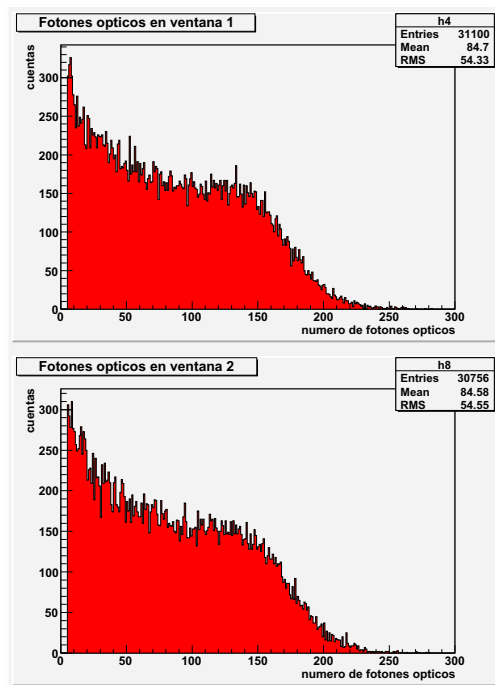 Fotones opticos en ventana 1
h4
Entries 31100
Mean 84.7
RMS 54.33
cuentas
300
250
200
150
100
50
0
0 50 100 150 200 250 300
numero de fotones opticos
Fotones opticos en ventana 2
h8
Entries 30756
Mean 84.58
RMS 54.55
cuentas
300
250
200
150
100
50
0
0 50 100 150 200 250 300
numero de fotones opticos